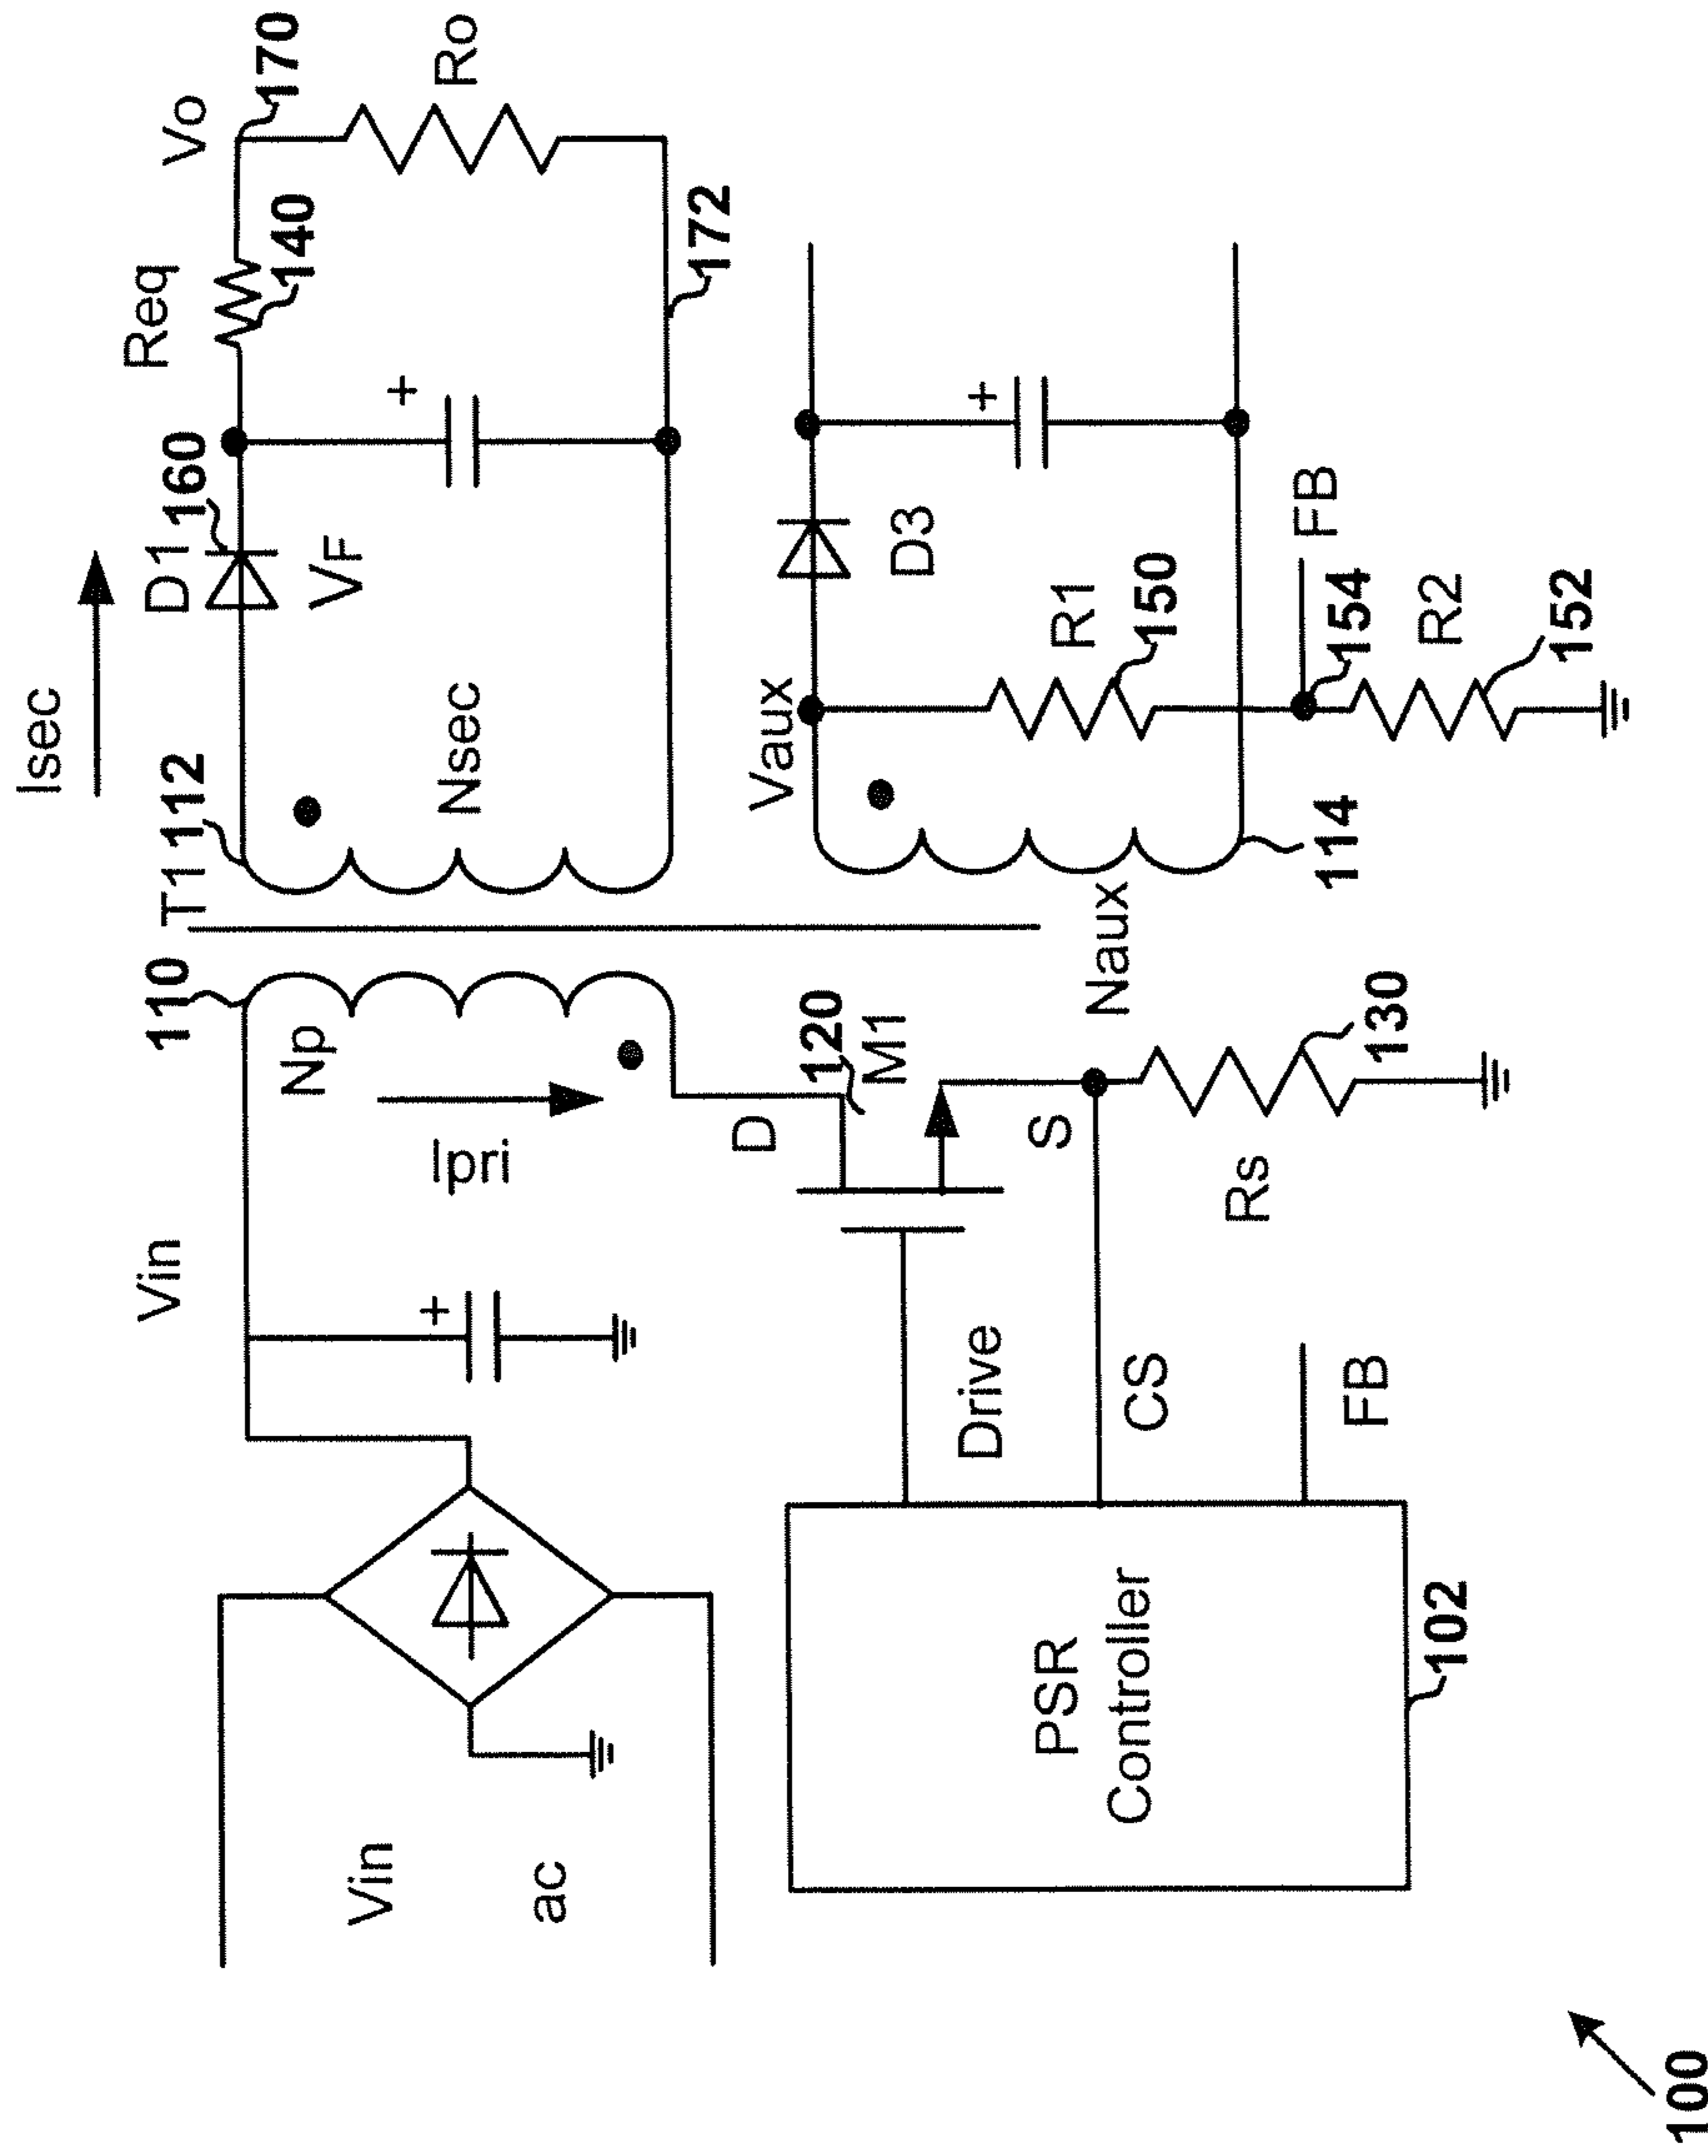 Isec
T1 112
D1 160
Req
140
Vo
170
110
Vin
Np
VF
Nsec
Ro
Ipri
172
Vin
ac
D
120
M1
Vaux
D3
Drive
S
Naux
R1
150
PSR
Controller
CS
Rs
130
114
FB
154
FB
102
R2
152
100